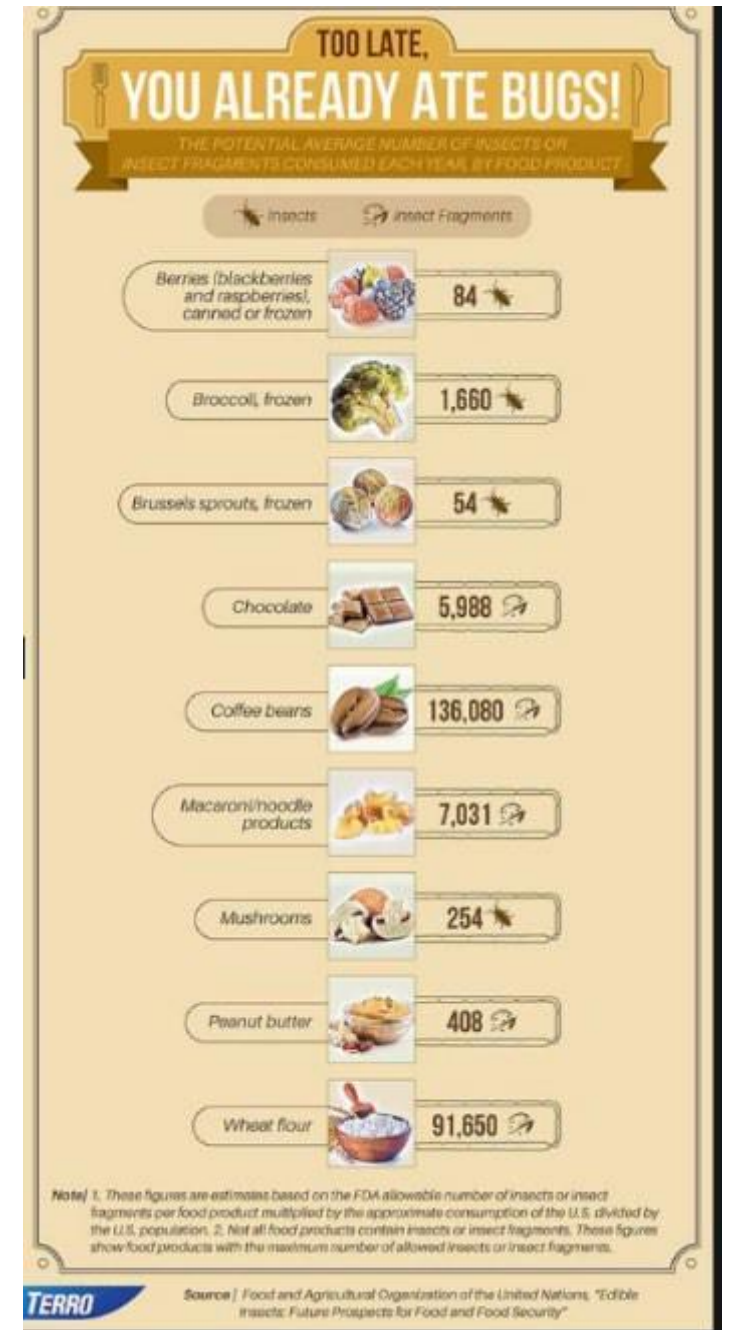 TOO LATE,
YOU ALREADY ATE BUGS!
THE POTENTIAL AVERAGE NUMBER OF INSECTS OR
INSECT FRAGMENTS CONSUMED EACH YEAR, BY FOOD PRODUCT
Insects
Insect Fragments
Berries (blackberries
and raspberries),
canned or frozen
84
Broccoli, frozen
1,660
Brussels sprouts, frozen
54
Chocolate
5,988
Coffee beans
136,080
Macaroni/noodle
products
7,031
Mushrooms
254
Peanut butter
408
Wheat flour
91,650
Note| 1. These figures are estimates based on the FDA allowable number of insects or insect
fragments per food product multiplied by the approximate consumption of the U.S. divided by
the U.S. population. 2. Not all food products contain insects or insect fragments. These figures
show food products with the maximum number of allowed insects or insect fragments.
TERRO
Source| Food and Agricultural Organization of the United Nations, "Edible
Insects: Future Prospects for Food and Food Security"